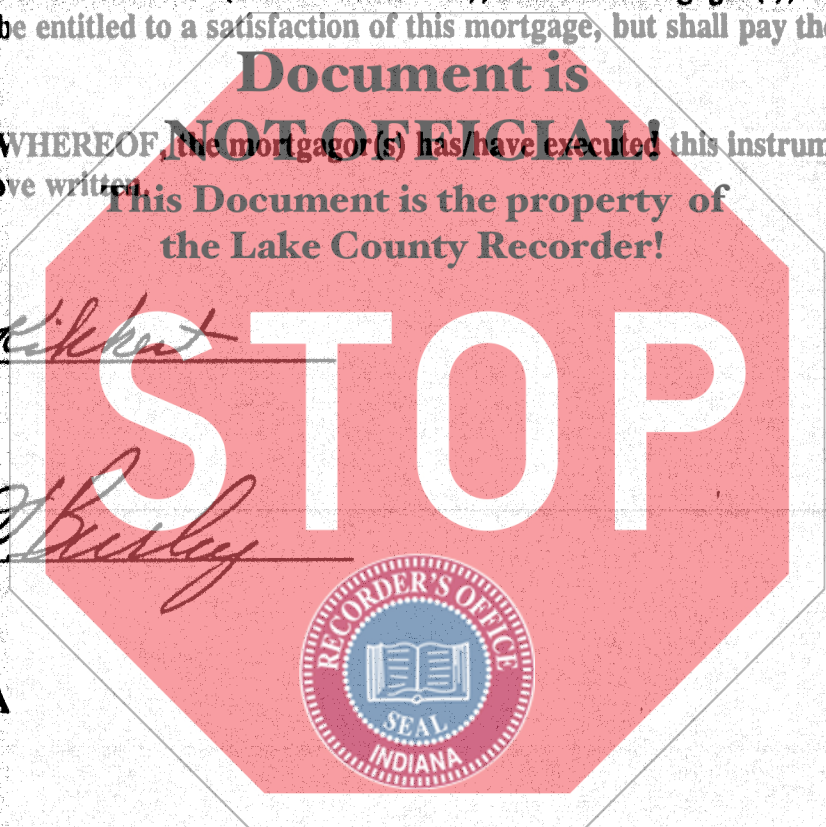 be entitled to a satisfaction of this mortgage, but shall pay the
Document is
NOT OFFICIAL!
WHEREOF, the mortgagor(s) has/have executed this instrum
ve written.
This Document is the property of
the Lake County Recorder!
Kikkert
STOP
Busley
RECORDER'S OFFICE
SEAL
INDIANA
A